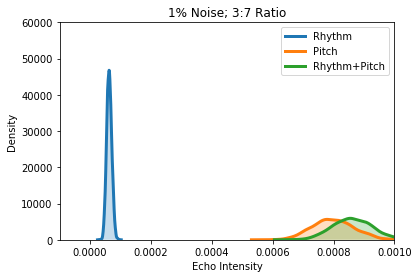 1% Noise; 3:7 Ratio
60000
50000
40000
30000
20000
10000
0
Density
Rhythm
Pitch
Rhythm+Pitch
0.0000 0.0002 0.0004 0.0006 0.0008 0.0010
Echo Intensity